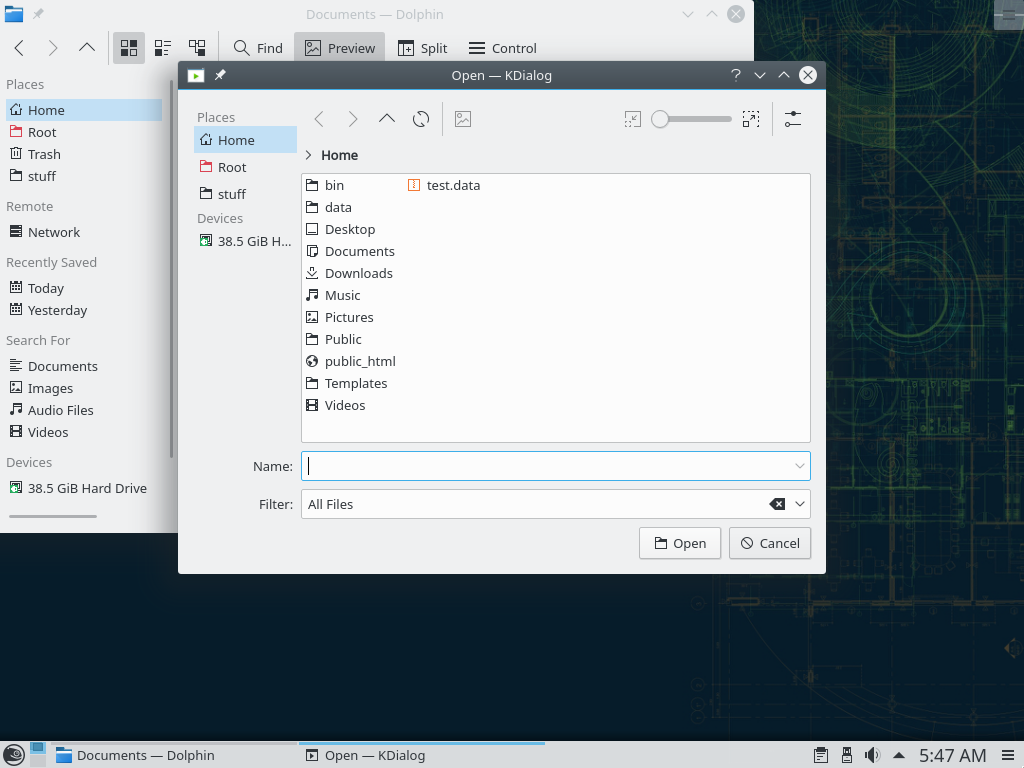 Documents — Dolphin
Find
Preview
Split
Control
Places
Home
Root
Trash
stuff
Remote
Network
Recently Saved
Today
Yesterday
Search For
Documents
Images
Audio Files
Videos
Devices
38.5 GiB Hard Drive
Open — KDialog
?
Places
Home
Root
stuff
Devices
38.5 GiB H...
Home
bin
data
Desktop
Documents
Downloads
Music
Pictures
Public
public_html
Templates
Videos
test.data
Name:
Filter: All Files
Open
Cancel
Documents — Dolphin
Open — KDialog
5:47 AM